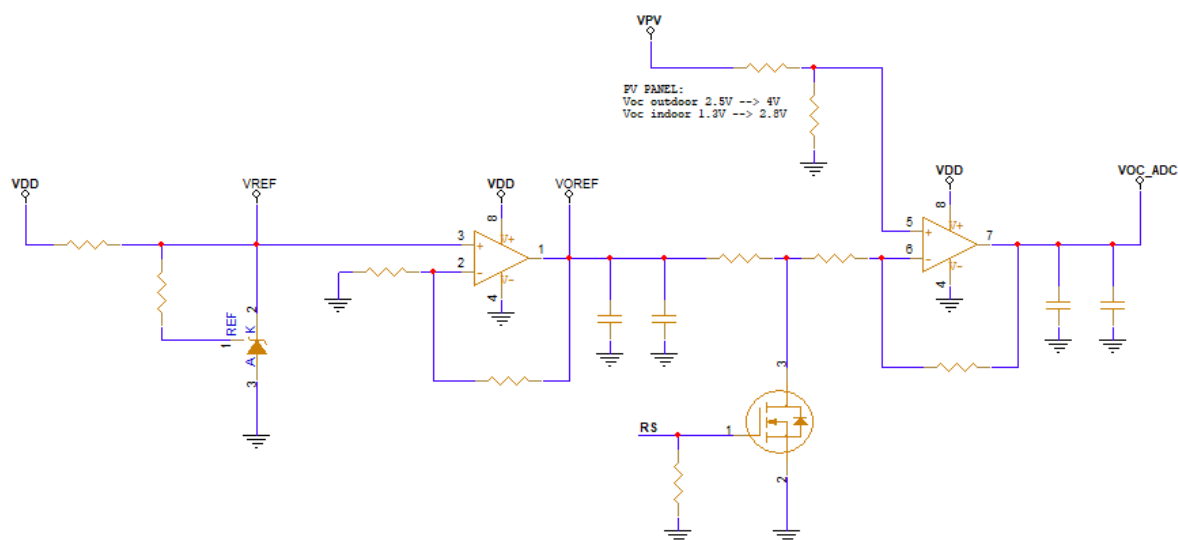 VPV
PV PANEL:
Voc outdoor 2.5V --> 4V
Voc indoor 1.3V --> 2.8V
VDD
VREF
VDD
VOREF
VDD
VOC_ADC
8
V+
3
+
2
-
1
V-
4
8
V+
5
+
6
-
7
V-
4
REF
1
2
K
A
3
RS
1
3
2